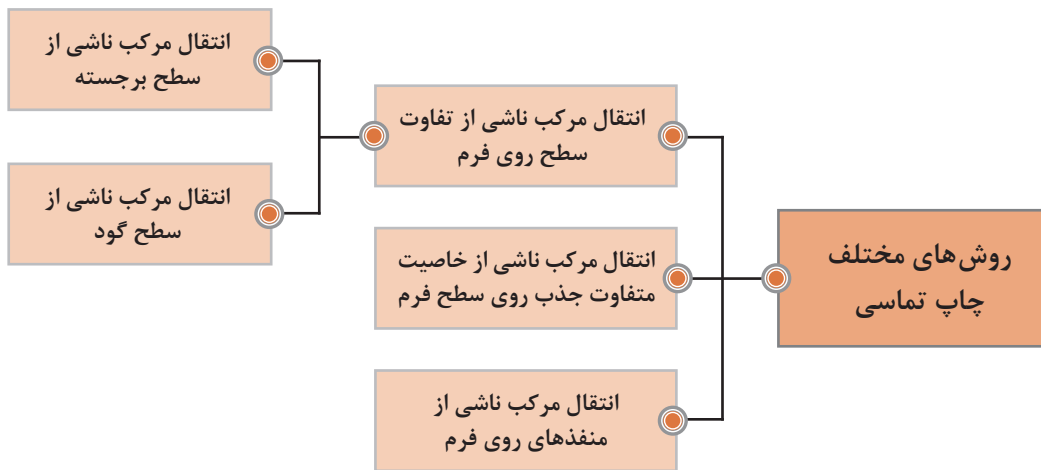 روش‌های مختلف
چاپ تماسی
انتقال مرکب ناشی از تفاوت
سطح روی فرم
انتقال مرکب ناشی از سطح برجسته
انتقال مرکب ناشی از
سطح گود
انتقال مرکب ناشی از خاصیت
متفاوت جذب روی سطح فرم
انتقال مرکب ناشی از
منفذهای روی فرم